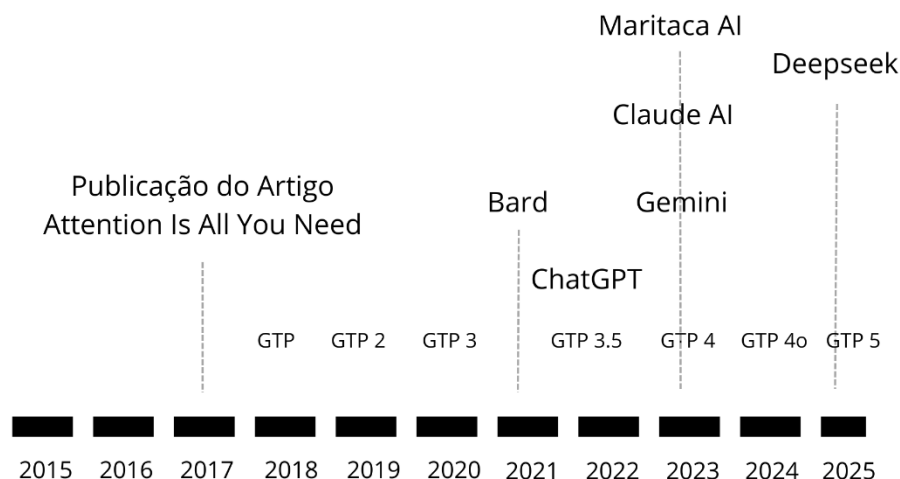 Maritaca AI
Deepseek
Claude AI
Publicação do Artigo
Attention Is All You Need
Bard
Gemini
ChatGPT
GTP
GTP 2
GTP 3
GTP 3.5
GTP 4
GTP 4o
GTP 5
2015
2016
2017
2018
2019
2020
2021
2022
2023
2024
2025